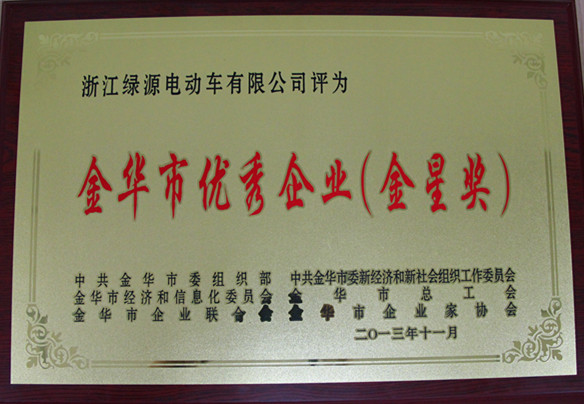 浙江绿源电动车有限公司评为
金华市优秀企业(金星奖)
中共金华市委组织部 中共金华市委新经济和新社会组织工作委员会
金华市经济和信息化委员会 金华市总工会
金华市企业联合会 金华市企业家协会
二〇一三年十一月